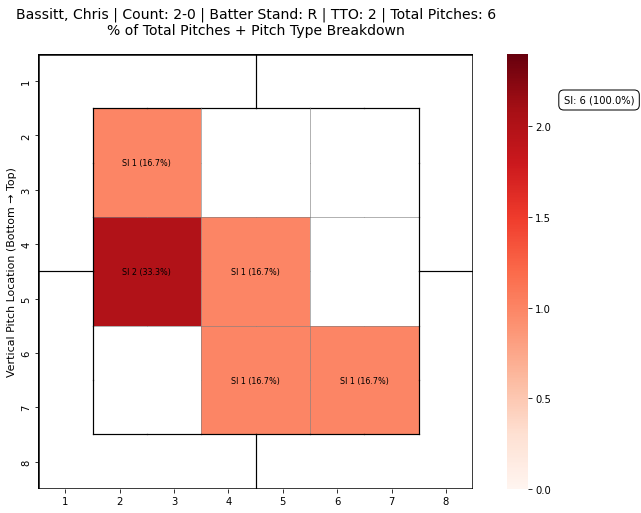 Bassitt, Chris | Count: 2-0 | Batter Stand: R | TTO: 2 | Total Pitches: 6
% of Total Pitches + Pitch Type Breakdown
SI: 6 (100.0%)
Vertical Pitch Location (Bottom → Top)
1
2
3
4
5
6
7
8
SI 1 (16.7%)
SI 2 (33.3%)
SI 1 (16.7%)
SI 1 (16.7%)
SI 1 (16.7%)
1
2
3
4
5
6
7
8
2.0
1.5
1.0
0.5
0.0